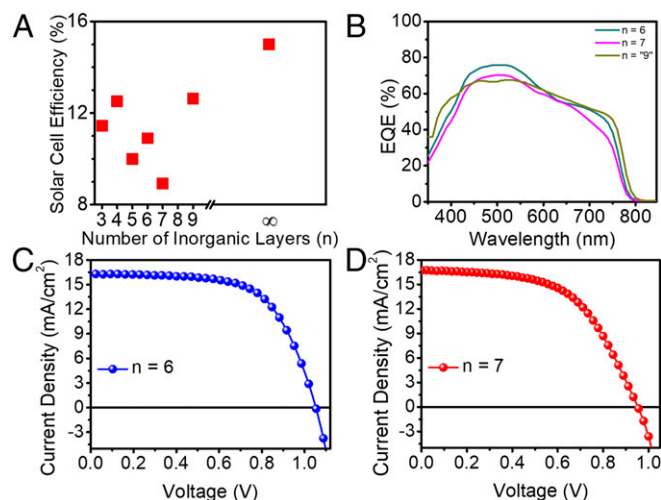 A
Solar Cell Efficiency (%)
16
12
8
3 4 5 6 7 8 9 ∞
Number of Inorganic Layers (n)
B
EQE (%)
100
80
60
40
20
0
400 500 600 700 800
Wavelength (nm)
n = 6
n = 7
n = "9"
C
Current Density (mA/cm²)
18
15
12
9
6
3
0
-3
n = 6
0.0 0.2 0.4 0.6 0.8 1.0
Voltage (V)
D
Current Density (mA/cm²)
18
15
12
9
6
3
0
-3
n = 7
0.0 0.2 0.4 0.6 0.8 1.0
Voltage (V)